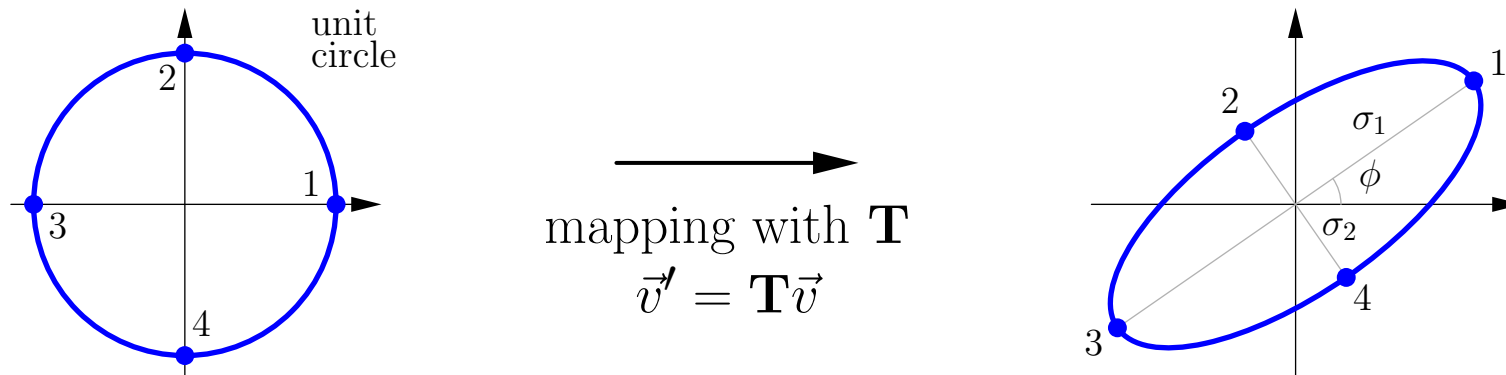 unit
circle
2
1
3
4
mapping with T
v⃗′ = Tv⃗
1
2
σ₁
ϕ
σ₂
4
3